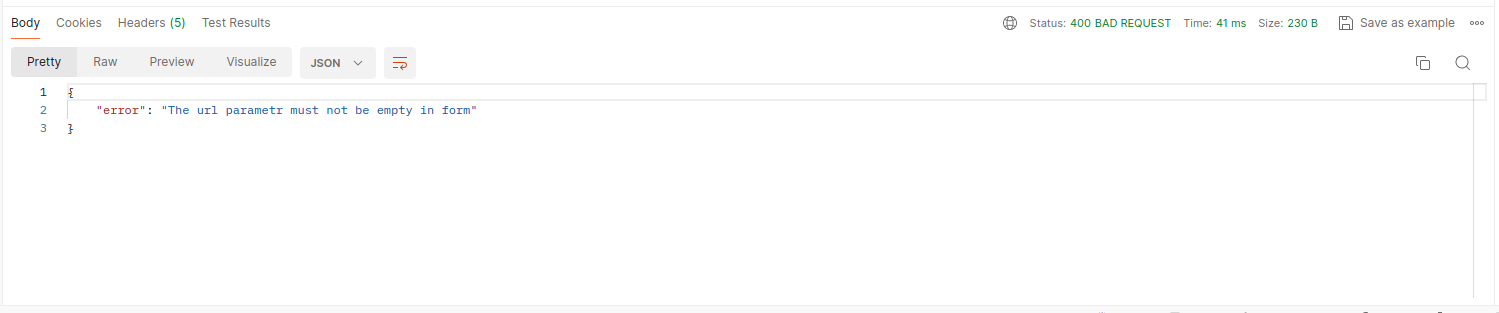 Body Cookies Headers (5) Test Results Status: 400 BAD REQUEST Time: 41 ms Size: 230 B Save as example
Pretty Raw Preview Visualize JSON
1 {
2 "error": "The url parametr must not be empty in form"
3 }